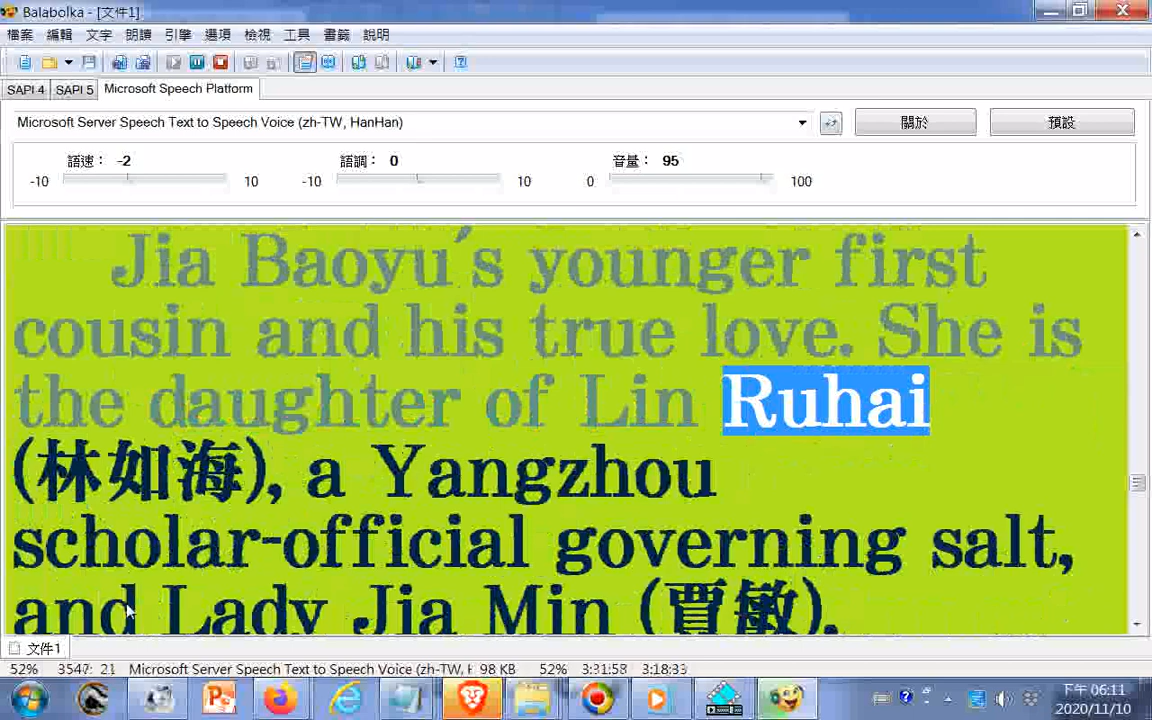 Balabolka - [文件1]
檔案 編輯 文字 朗讀 引擎 選項 檢視 工具 書籤 說明
SAPI 4 SAPI 5 Microsoft Speech Platform
Microsoft Server Speech Text to Speech Voice (zh-TW, HanHan) 關於 預設
語速： -2 語調： 0 音量： 95
-10 10 -10 10 0 100
Jia Baoyu's younger first
cousin and his true love. She is
the daughter of Lin Ruhai
(林如海), a Yangzhou
scholar-official governing salt,
and Lady Jia Min (賈敏).
文件1
52% 3547: 21 Microsoft Server Speech Text to Speech Voice (zh-TW, H 98 KB 52% 3:31:58 3:18:33
下午 06:11
2020/11/10